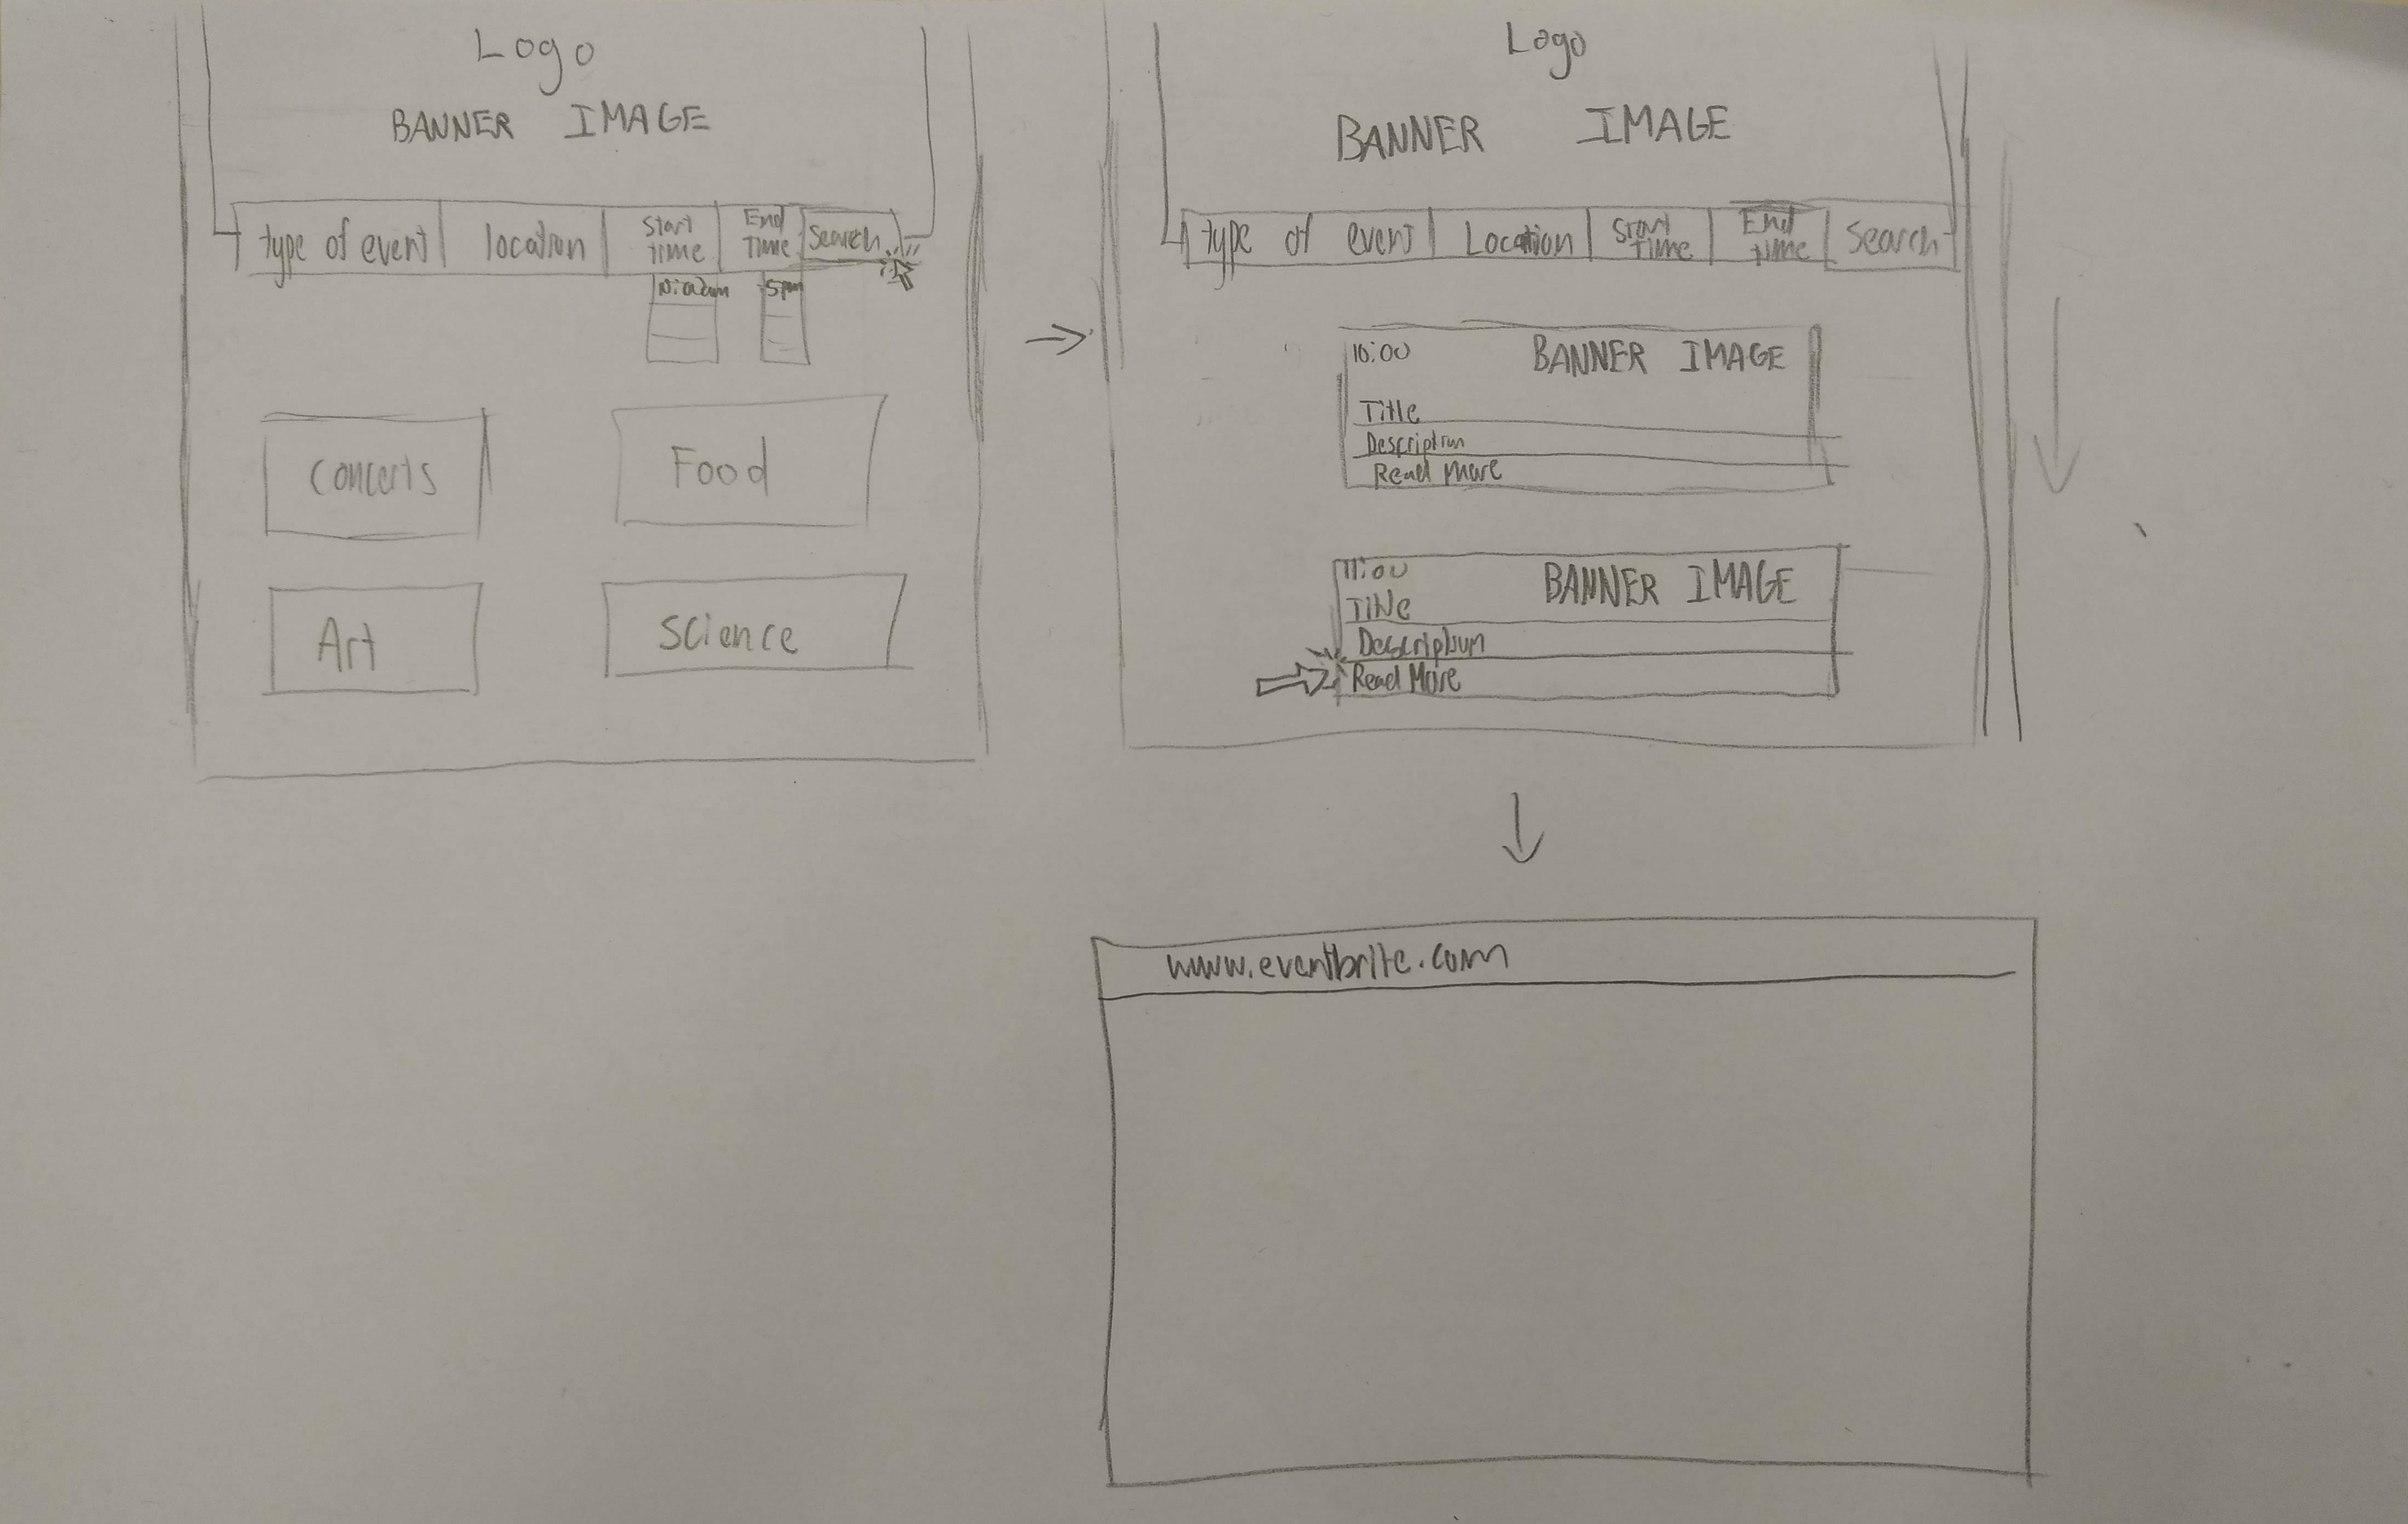 Logo
BANNER IMAGE
type of event location Start time End Time Search
5pm
Concerts Food
Art Science
Logo
BANNER IMAGE
type of event Location Start Time End time Search
10:00 BANNER IMAGE
Title
Description
Read More
11:00 BANNER IMAGE
Title
Description
Read More
www.eventbrite.com